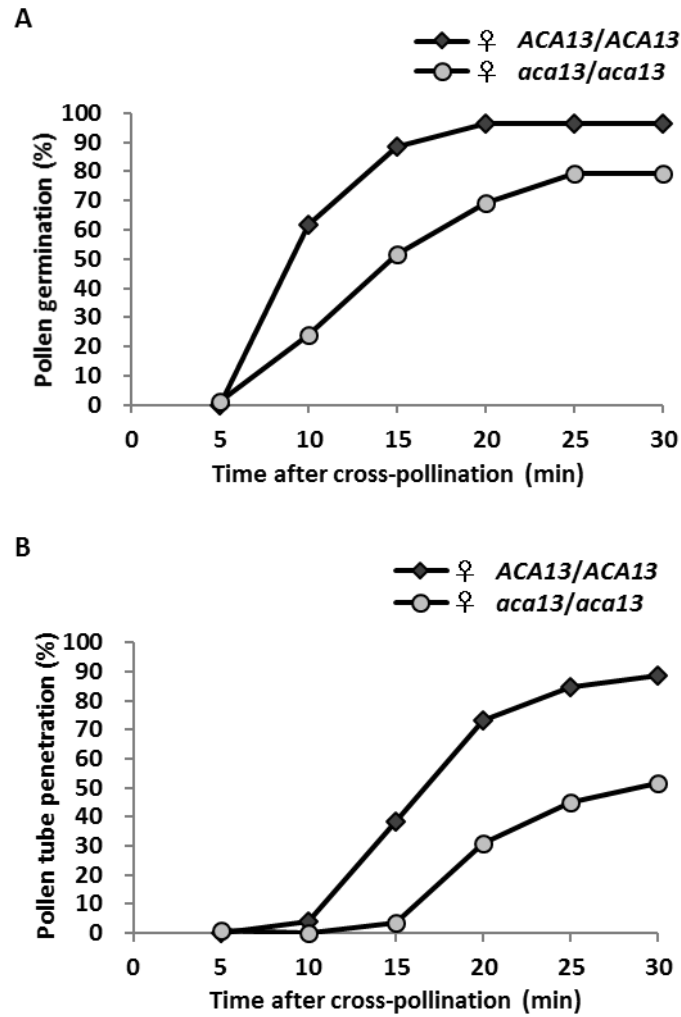 A
♀ ACA13/ACA13
♀ aca13/aca13
Pollen germination (%)
100
90
80
70
60
50
40
30
20
10
0
0 5 10 15 20 25 30
Time after cross-pollination (min)
B
♀ ACA13/ACA13
♀ aca13/aca13
Pollen tube penetration (%)
100
90
80
70
60
50
40
30
20
10
0
0 5 10 15 20 25 30
Time after cross-pollination (min)